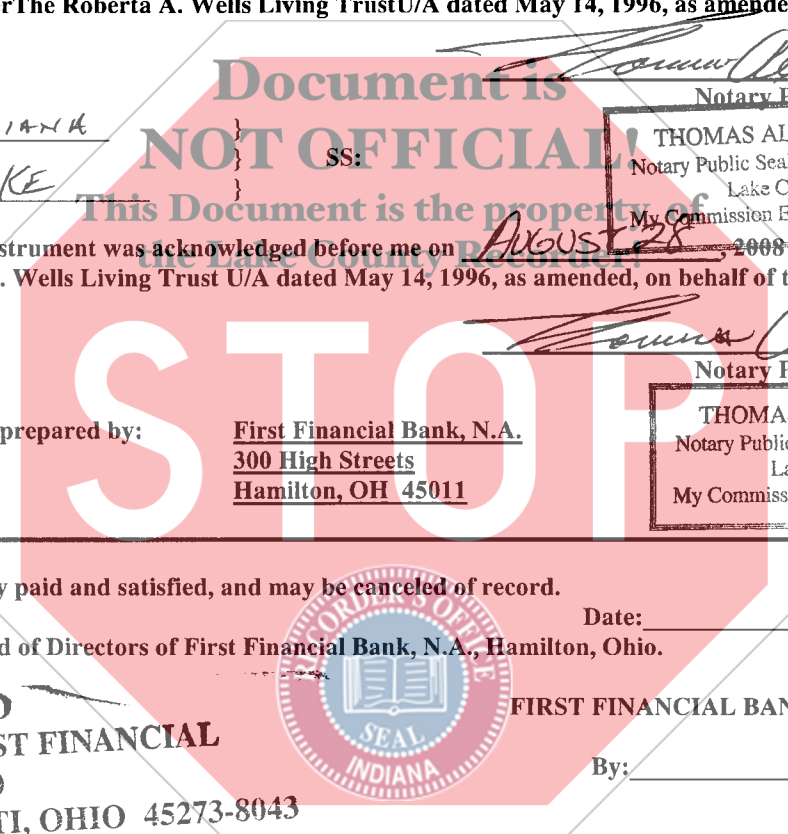 rThe Roberta A. Wells Living TrustU/A dated May 14, 1996, as amende
Document is
NOT OFFICIAL!
This Document is the property of
the Lake County Recorder!
Notary P
IANA
}
KE
}
SS:
}
THOMAS AL
Notary Public Seal
Lake C
My Commission E
strument was acknowledged before me on AUGUST 28, 2008
. Wells Living Trust U/A dated May 14, 1996, as amended, on behalf of t
Notary P
STOP
prepared by:
First Financial Bank, N.A.
300 High Streets
Hamilton, OH 45011
THOMAS
Notary Public
La
My Commiss
y paid and satisfied, and may be canceled of record.
Date:
d of Directors of First Financial Bank, N.A., Hamilton, Ohio.
RECORDER'S OFFICE
SEAL
INDIANA
FIRST FINANCIAL BAN
ST FINANCIAL
By:
TI, OHIO 45273-8043